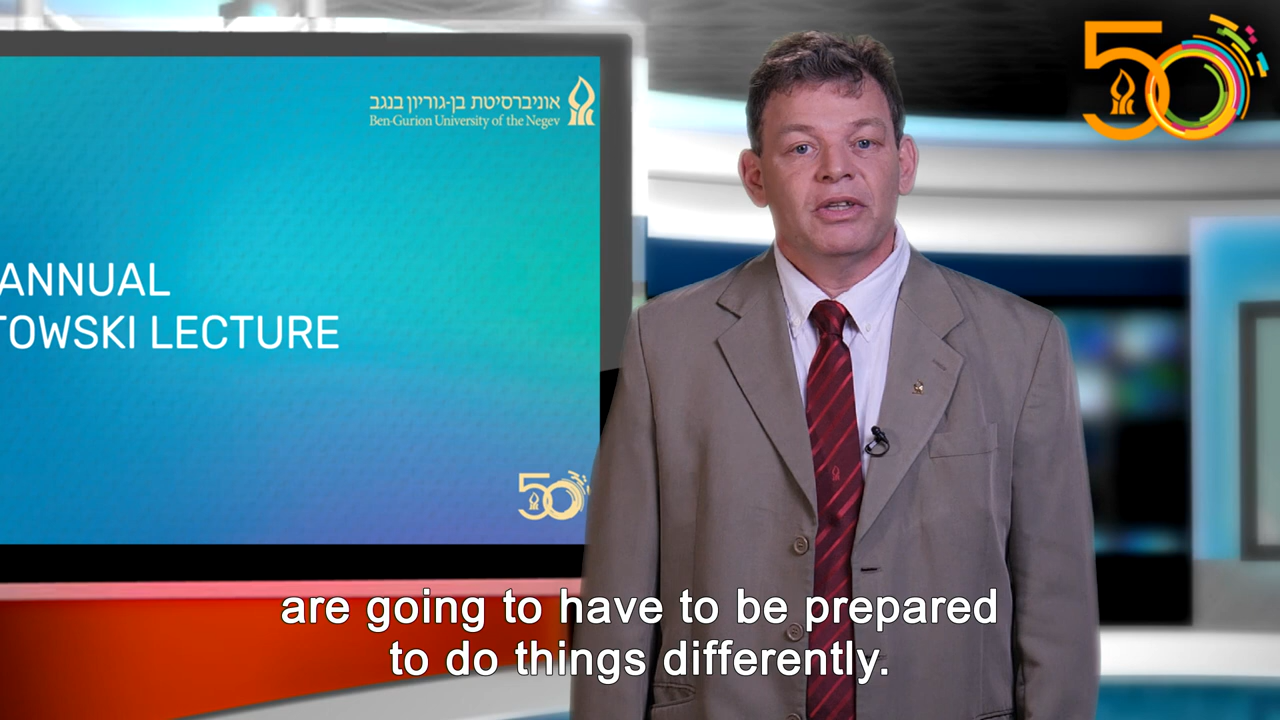 50
אוניברסיטת בן-גוריון בנגב
Ben-Gurion University of the Negev
ANNUAL
TOWSKI LECTURE
50
are going to have to be prepared
to do things differently.